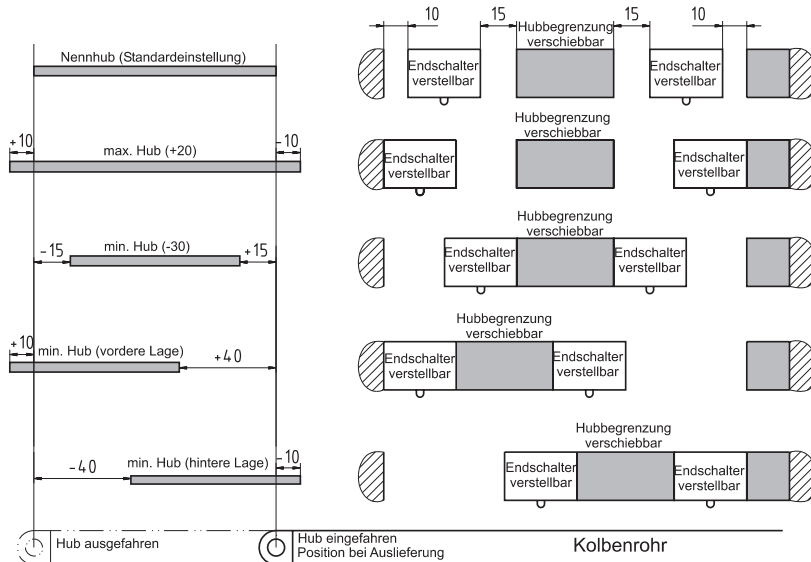 10 15 Hubbegrenzung 15 10
verschiebbar
Nennhub (Standardeinstellung)
Endschalter
verstellbar
Endschalter
verstellbar
+10 -10
max. Hub (+20)
Hubbegrenzung
verschiebbar
Endschalter
verstellbar
Endschalter
verstellbar
-15 min. Hub (-30) +15
Hubbegrenzung
verschiebbar
Endschalter
verstellbar
Endschalter
verstellbar
+10
min. Hub (vordere Lage)
+40
Hubbegrenzung
verschiebbar
Endschalter
verstellbar
Endschalter
verstellbar
-40
min. Hub (hintere Lage)
-10
Hubbegrenzung
verschiebbar
Endschalter
verstellbar
Endschalter
verstellbar
Hub ausgefahren
Hub eingefahren
Position bei Auslieferung
Kolbenrohr